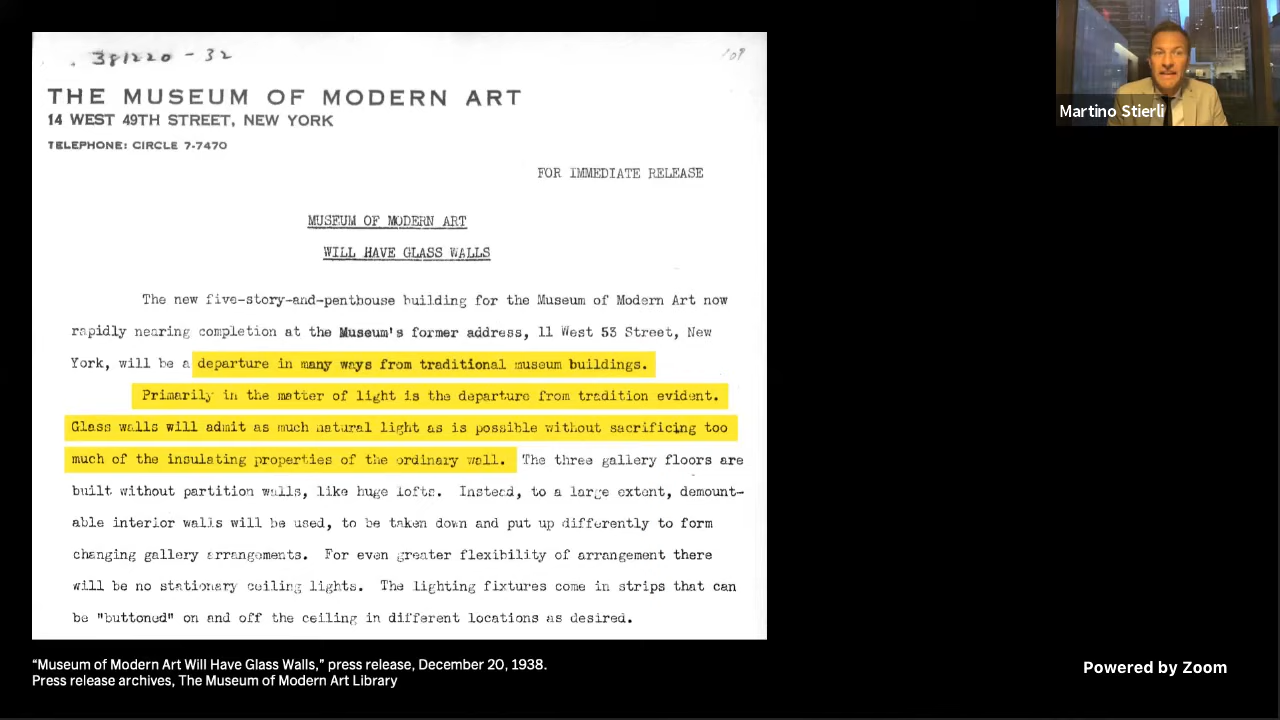 381220 - 32
109
THE MUSEUM OF MODERN ART
14 WEST 49TH STREET, NEW YORK
TELEPHONE: CIRCLE 7-7470
FOR IMMEDIATE RELEASE
MUSEUM OF MODERN ART
WILL HAVE GLASS WALLS
The new five-story-and-penthouse building for the Museum of Modern Art now
rapidly nearing completion at the Museum's former address, 11 West 53 Street, New
York, will be a departure in many ways from traditional museum buildings.
Primarily in the matter of light is the departure from tradition evident.
Glass walls will admit as much natural light as is possible without sacrificing too
much of the insulating properties of the ordinary wall. The three gallery floors are
built without partition walls, like huge lofts. Instead, to a large extent, demount-
able interior walls will be used, to be taken down and put up differently to form
changing gallery arrangements. For even greater flexibility of arrangement there
will be no stationary ceiling lights. The lighting fixtures come in strips that can
be "buttoned" on and off the ceiling in different locations as desired.
“Museum of Modern Art Will Have Glass Walls,” press release, December 20, 1938.
Press release archives, The Museum of Modern Art Library
Martino Stierli
Powered by Zoom